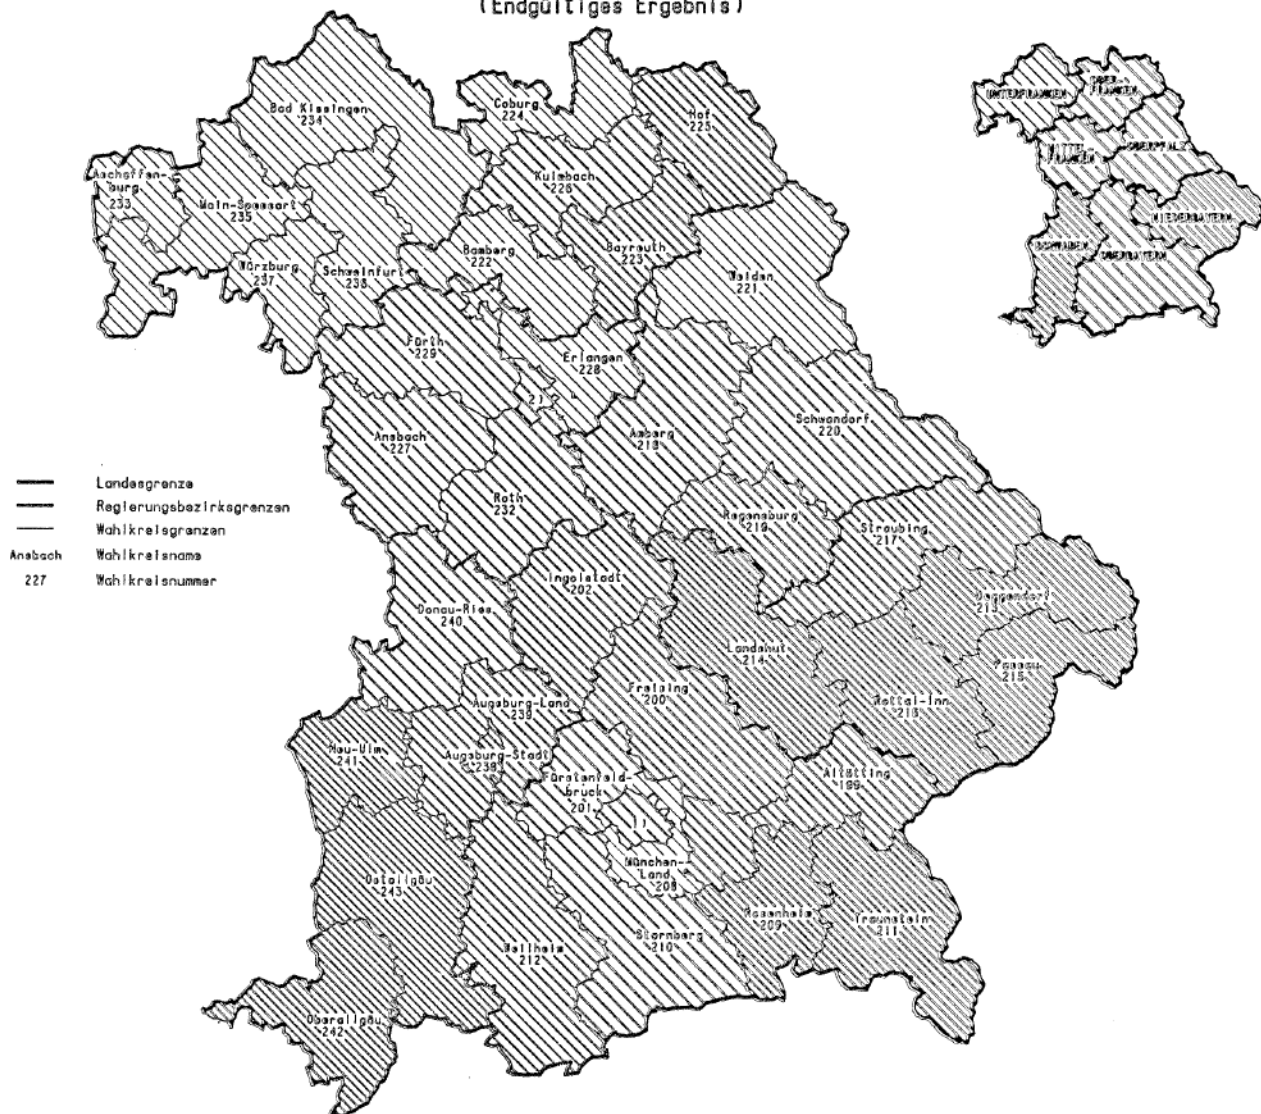 (Endgültiges Ergebnis)
Bad Kissingen
234
Coburg
224
Hof
225
Aschaffen-
burg
233
Main-Spessart
235
Kulmbach
226
Würzburg
237
Schweinfurt
236
Bamberg
222
Bayreuth
223
Weiden
221
Fürth
229
Erlangen
228
2)
Ansbach
227
Amberg
218
Schwandorf
220
Roth
232
Regensburg
219
Straubing
217
Ingolstadt
202
Donau-Ries
240
Deggendorf
213
Landshut
214
Passau
215
Freising
200
Rottal-Inn
216
Augsburg-Land
239
Neu-Ulm
241
Augsburg-Stadt
238
Fürstenfeld-
bruck
201
Altötting
199
1)
München-
Land
208
Ostallgäu
243
Rosenheim
209
Traunstein
211
Weilheim
212
Starnberg
210
Oberallgäu
242
UNTERFRANKEN
OBER-
FRANKEN
MITTEL-
FRANKEN
OBERPFALZ
NIEDERBAYERN
SCHWABEN
OBERBAYERN
Landesgrenze
Regierungsbezirksgrenzen
Wahlkreisgrenzen
Ansbach Wahlkreisname
227 Wahlkreisnummer